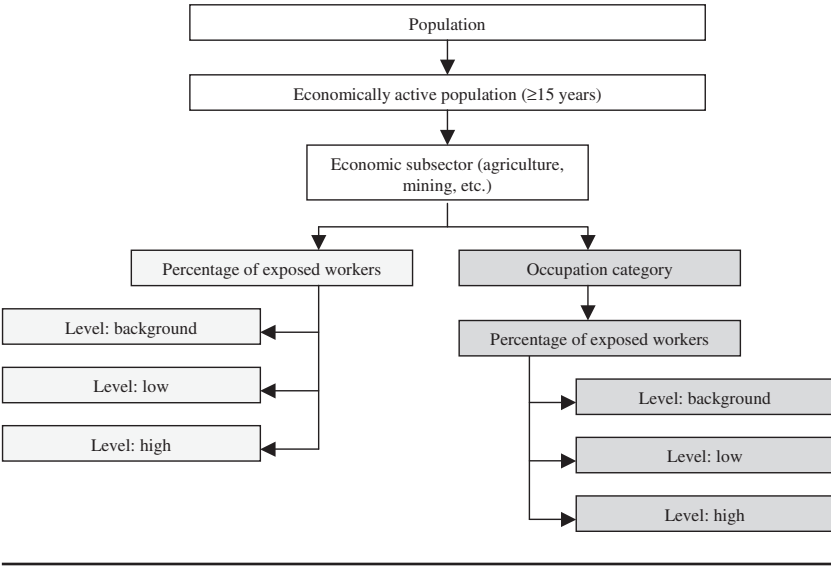 Population
Economically active population (≥15 years)
Economic subsector (agriculture,
mining, etc.)
Percentage of exposed workers
Level: background
Level: low
Level: high
Occupation category
Percentage of exposed workers
Level: background
Level: low
Level: high